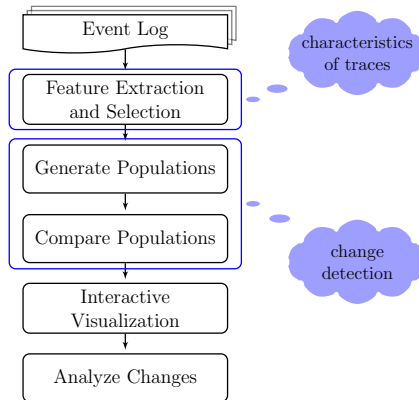 Event Log
characteristics
of traces
Feature Extraction
and Selection
Generate Populations
Compare Populations
change
detection
Interactive
Visualization
Analyze Changes